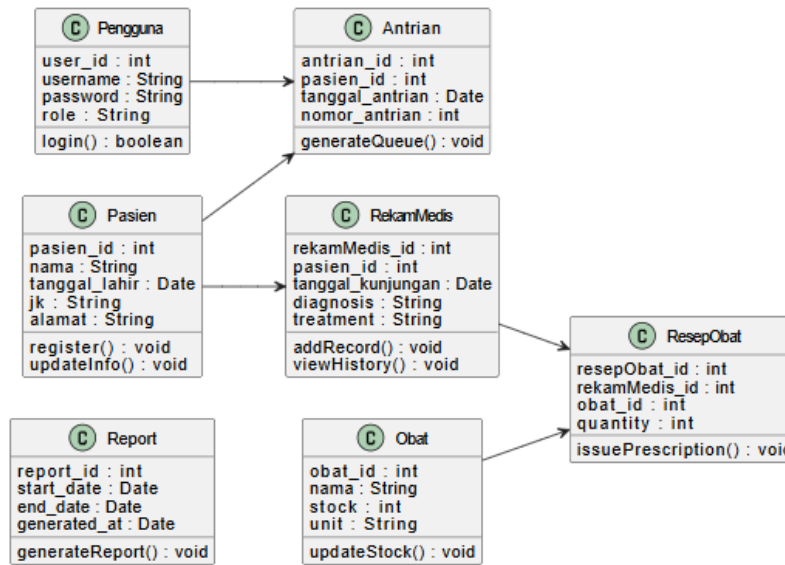 C Pengguna
user_id : int
username : String
password : String
role : String
login() : boolean
C Antrian
antrian_id : int
pasien_id : int
tanggal_antrian : Date
nomor_antrian : int
generateQueue() : void
C Pasien
pasien_id : int
nama : String
tanggal_lahir : Date
jk : String
alamat : String
register() : void
updateInfo() : void
C RekamMedis
rekamMedis_id : int
pasien_id : int
tanggal_kunjungan : Date
diagnosis : String
treatment : String
addRecord() : void
viewHistory() : void
C ResepObat
resepObat_id : int
rekamMedis_id : int
obat_id : int
quantity : int
issuePrescription() : void
C Report
report_id : int
start_date : Date
end_date : Date
generated_at : Date
generateReport() : void
C Obat
obat_id : int
nama : String
stock : int
unit : String
updateStock() : void